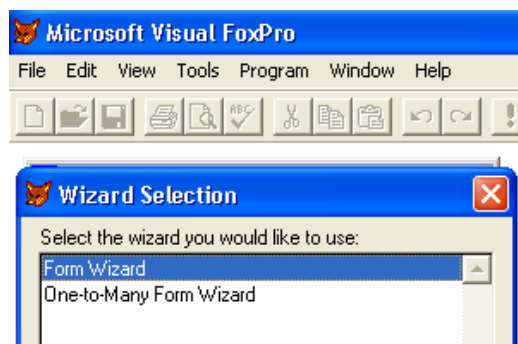 Microsoft Visual FoxPro
File Edit View Tools Program Window Help
ABC
Wizard Selection
Select the wizard you would like to use:
Form Wizard
One-to-Many Form Wizard